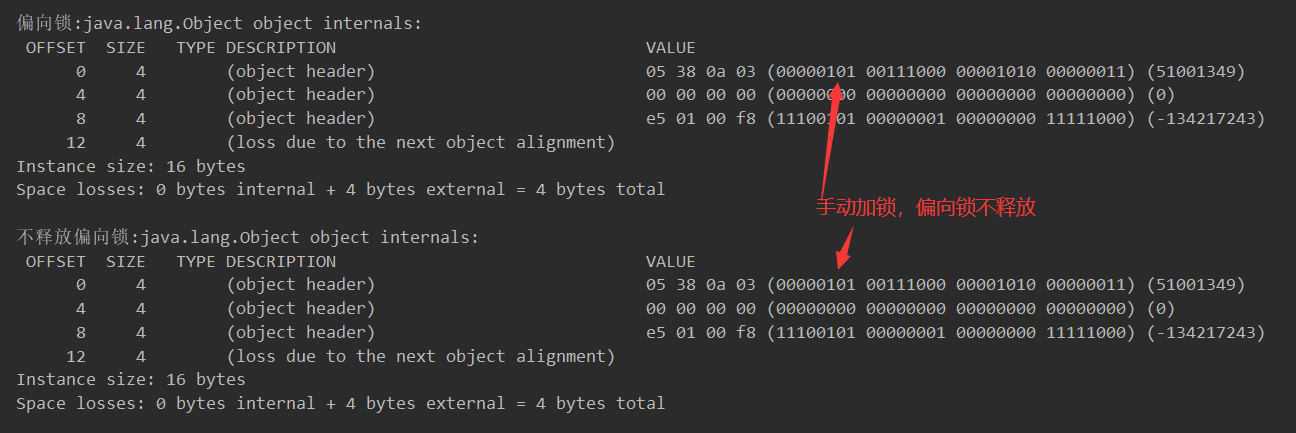 偏向锁:java.lang.Object object internals:
OFFSET  SIZE   TYPE DESCRIPTION                               VALUE
0     4        (object header)                           05 38 0a 03 (00000101 00111000 00001010 00000011) (51001349)
4     4        (object header)                           00 00 00 00 (00000000 00000000 00000000 00000000) (0)
8     4        (object header)                           e5 01 00 f8 (11100101 00000001 00000000 11111000) (-134217243)
12     4        (loss due to the next object alignment)
Instance size: 16 bytes
Space losses: 0 bytes internal + 4 bytes external = 4 bytes total
手动加锁，偏向锁不释放
不释放偏向锁:java.lang.Object object internals:
OFFSET  SIZE   TYPE DESCRIPTION                               VALUE
0     4        (object header)                           05 38 0a 03 (00000101 00111000 00001010 00000011) (51001349)
4     4        (object header)                           00 00 00 00 (00000000 00000000 00000000 00000000) (0)
8     4        (object header)                           e5 01 00 f8 (11100101 00000001 00000000 11111000) (-134217243)
12     4        (loss due to the next object alignment)
Instance size: 16 bytes
Space losses: 0 bytes internal + 4 bytes external = 4 bytes total